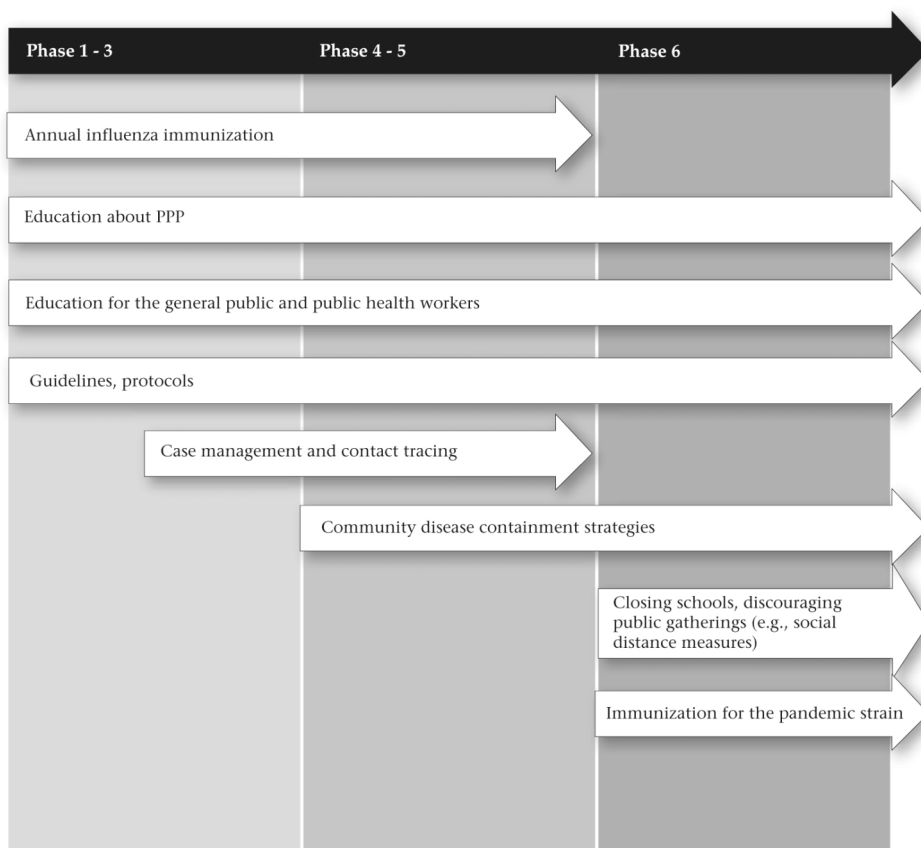 Phase 1 - 3
Phase 4 - 5
Phase 6
Annual influenza immunization
Education about PPP
Education for the general public and public health workers
Guidelines, protocols
Case management and contact tracing
Community disease containment strategies
Closing schools, discouraging
public gatherings (e.g., social
distance measures)
Immunization for the pandemic strain